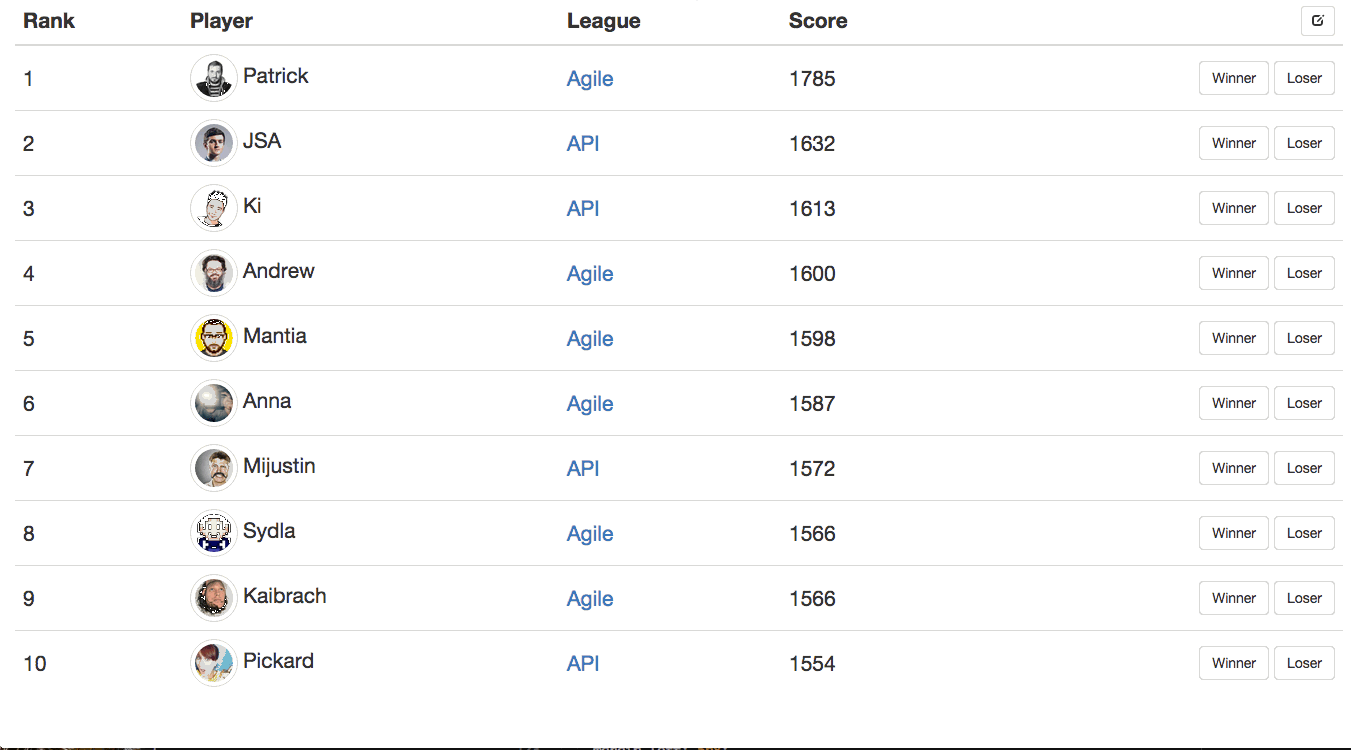 Rank Player League Score
1 Patrick Agile 1785 Winner Loser
2 JSA API 1632 Winner Loser
3 Ki API 1613 Winner Loser
4 Andrew Agile 1600 Winner Loser
5 Mantia Agile 1598 Winner Loser
6 Anna Agile 1587 Winner Loser
7 Mijustin API 1572 Winner Loser
8 Sydla Agile 1566 Winner Loser
9 Kaibrach Agile 1566 Winner Loser
10 Pickard API 1554 Winner Loser